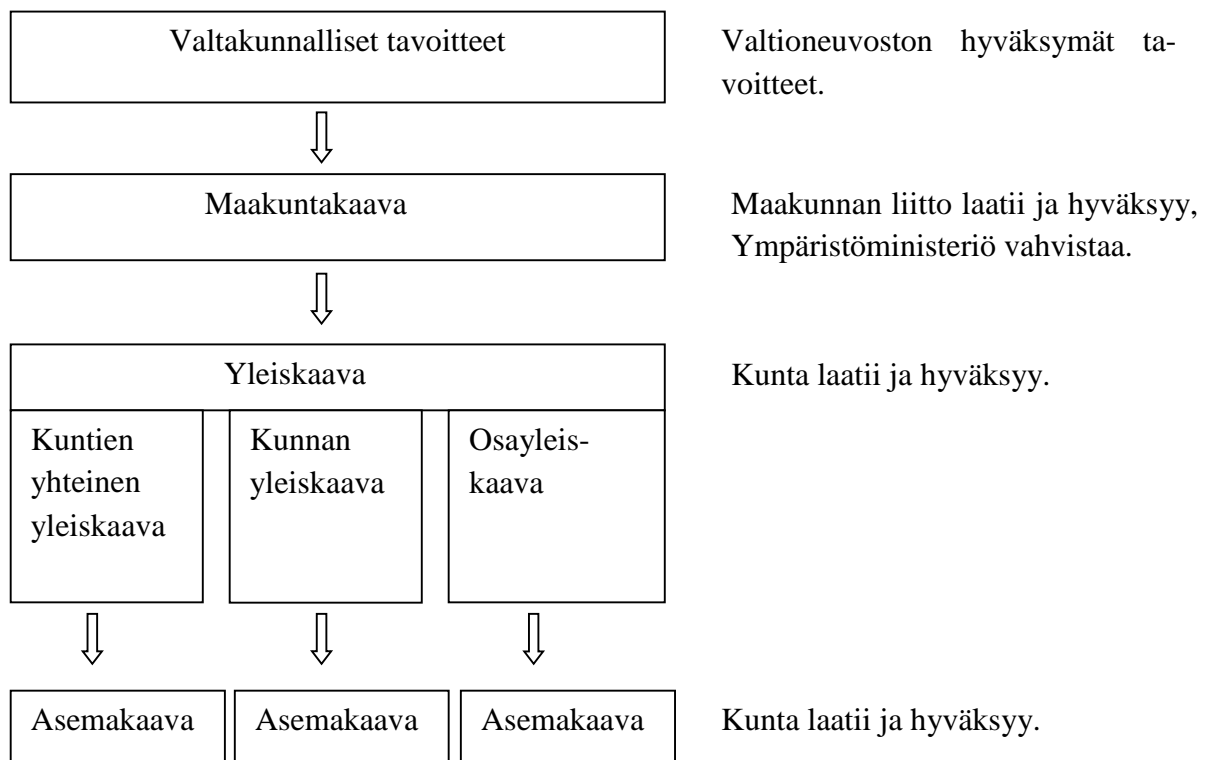 Valtakunnalliset tavoitteet
Valtioneuvoston hyväksymät ta-
voitteet.
Maakuntakaava
Maakunnan liitto laatii ja hyväksyy,
Ympäristöministeriö vahvistaa.
Yleiskaava
Kunta laatii ja hyväksyy.
Kuntien
yhteinen
yleiskaava
Kunnan
yleiskaava
Osayleis-
kaava
Asemakaava
Asemakaava
Asemakaava
Kunta laatii ja hyväksyy.